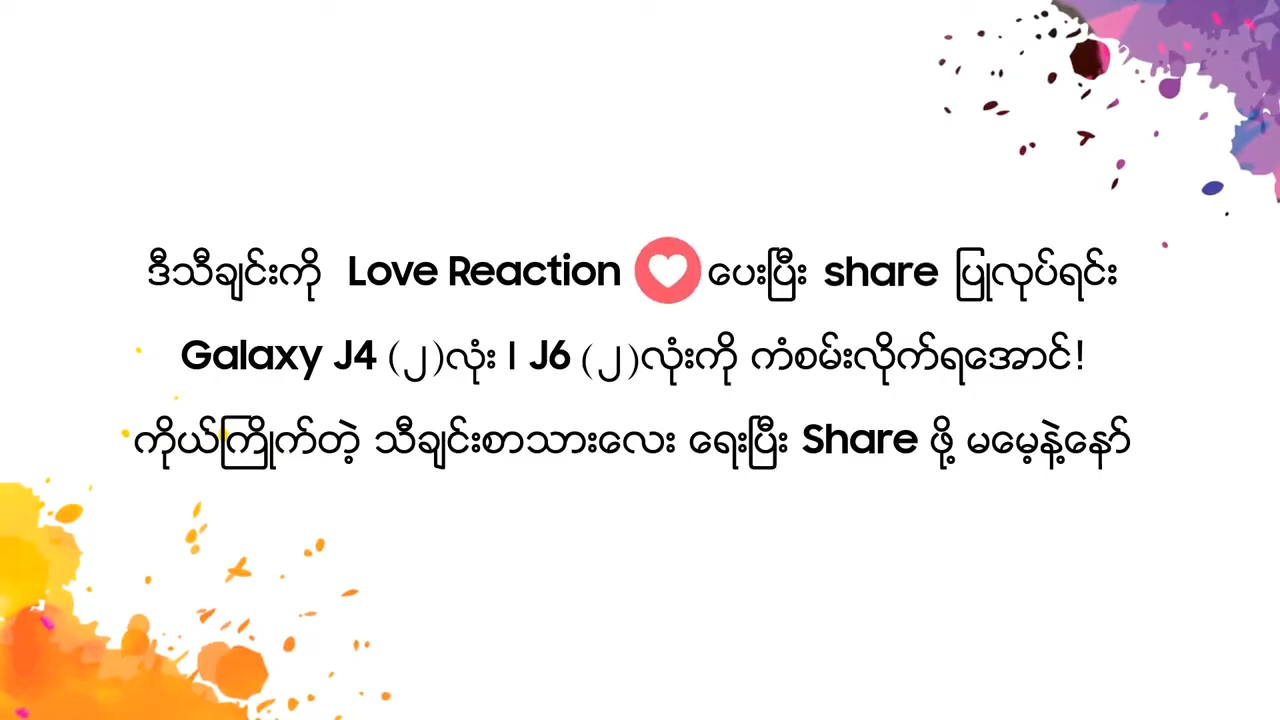 ဒီသီချင်းကို Love Reaction ပေးပြီး share ပြုလုပ်ရင်း
Galaxy J4 (၂)လုံး | J6 (၂)လုံးကို ကံစမ်းလိုက်ရအောင်!
ကိုယ်ကြိုက်တဲ့ သီချင်းစာသားလေး ရေးပြီး Share ဖို့ မမေ့နဲ့နော်